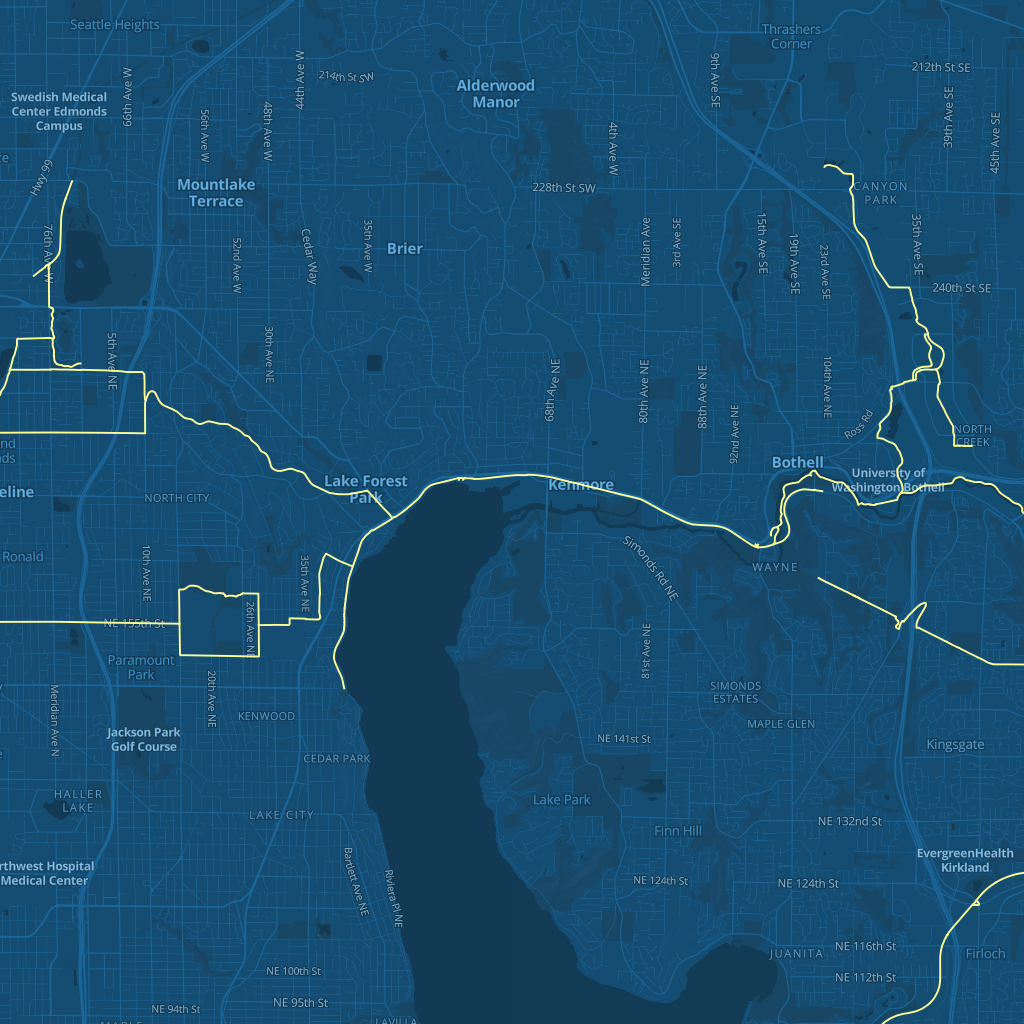 Seattle Heights
Thrashers
Corner
212th St SE
214th St SW
44th Ave W
66th Ave W
9th Ave SE
Alderwood
Manor
Swedish Medical
Center Edmonds
Campus
39th Ave SE
45th Ave SE
48th Ave W
56th Ave W
4th Ave W
Hwy 99
Mountlake
Terrace
228th St SW
CANYON
PARK
76th Ave W
52nd Ave W
Cedar Way
35th Ave W
Brier
Meridian Ave
3rd Ave SE
15th Ave SE
19th Ave SE
23rd Ave SE
35th Ave SE
240th St SE
5th Ave NE
30th Ave NE
68th Ave NE
80th Ave NE
88th Ave NE
92nd Ave NE
104th Ave NE
Ross Rd
NORTH
CREEK
nd
ds
Bothell
University of
Washington Bothell
eline
NORTH CITY
Lake Forest
Park
Kenmore
Ronald
10th Ave NE
35th Ave NE
26th Ave NE
Simonds Rd NE
WAYNE
NE 155th St
Paramount
Park
20th Ave NE
81st Ave NE
SIMONDS
ESTATES
Meridian Ave N
KENWOOD
MAPLE GLEN
Jackson Park
Golf Course
NE 141st St
Kingsgate
CEDAR PARK
HALLER
LAKE
LAKE CITY
Lake Park
Finn Hill
NE 132nd St
rthwest Hospital
Medical Center
Bartlett Ave NE
Riviera Pl NE
EvergreenHealth
Kirkland
NE 124th St
NE 124th St
NE 116th St
JUANITA
Firloch
NE 100th St
NE 112th St
NE 95th St
NE 94th St
LAVILLA